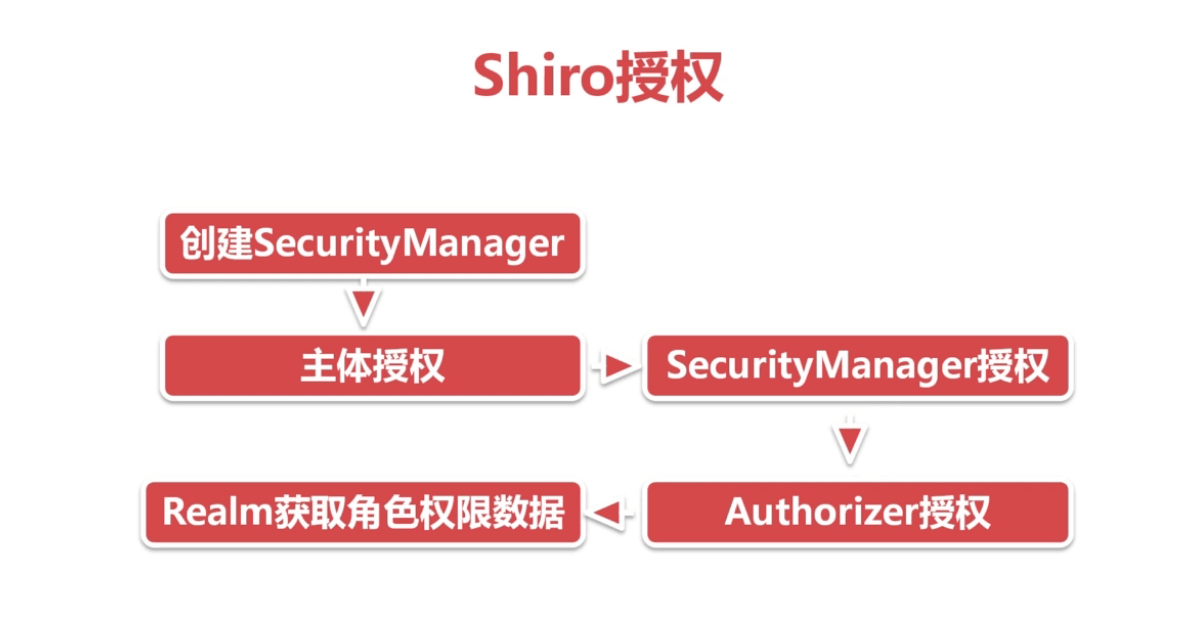 Shiro授权
创建SecurityManager
主体授权
SecurityManager授权
Authorizer授权
Realm获取角色权限数据